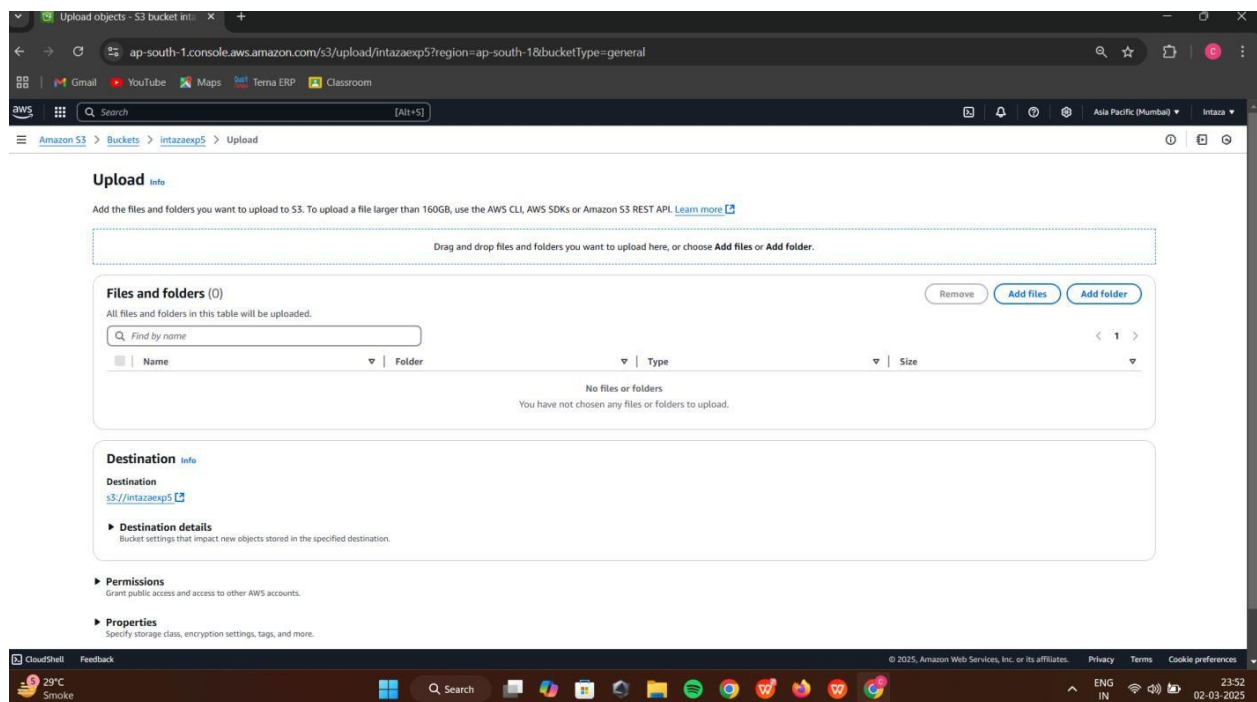 Upload objects - S3 bucket inta
ap-south-1.console.aws.amazon.com/s3/upload/intazaexp5?region=ap-south-1&bucketType=general
C
Gmail YouTube Maps Terna ERP Classroom
aws Search [Alt+S] Asia Pacific (Mumbai) Intaza
Amazon S3 > Buckets > intazaexp5 > Upload
Upload Info
Add the files and folders you want to upload to S3. To upload a file larger than 160GB, use the AWS CLI, AWS SDKs or Amazon S3 REST API. Learn more
Drag and drop files and folders you want to upload here, or choose Add files or Add folder.
Files and folders (0) Remove Add files Add folder
All files and folders in this table will be uploaded.
Find by name < 1 >
Name Folder Type Size
No files or folders
You have not chosen any files or folders to upload.
Destination Info
Destination
s3://intazaexp5
Destination details
Bucket settings that impact new objects stored in the specified destination.
Permissions
Grant public access and access to other AWS accounts.
Properties
Specify storage class, encryption settings, tags, and more.
CloudShell Feedback © 2025, Amazon Web Services, Inc. or its affiliates. Privacy Terms Cookie preferences
5 29°C Search ENG 23:52
Smoke IN 02-03-2025